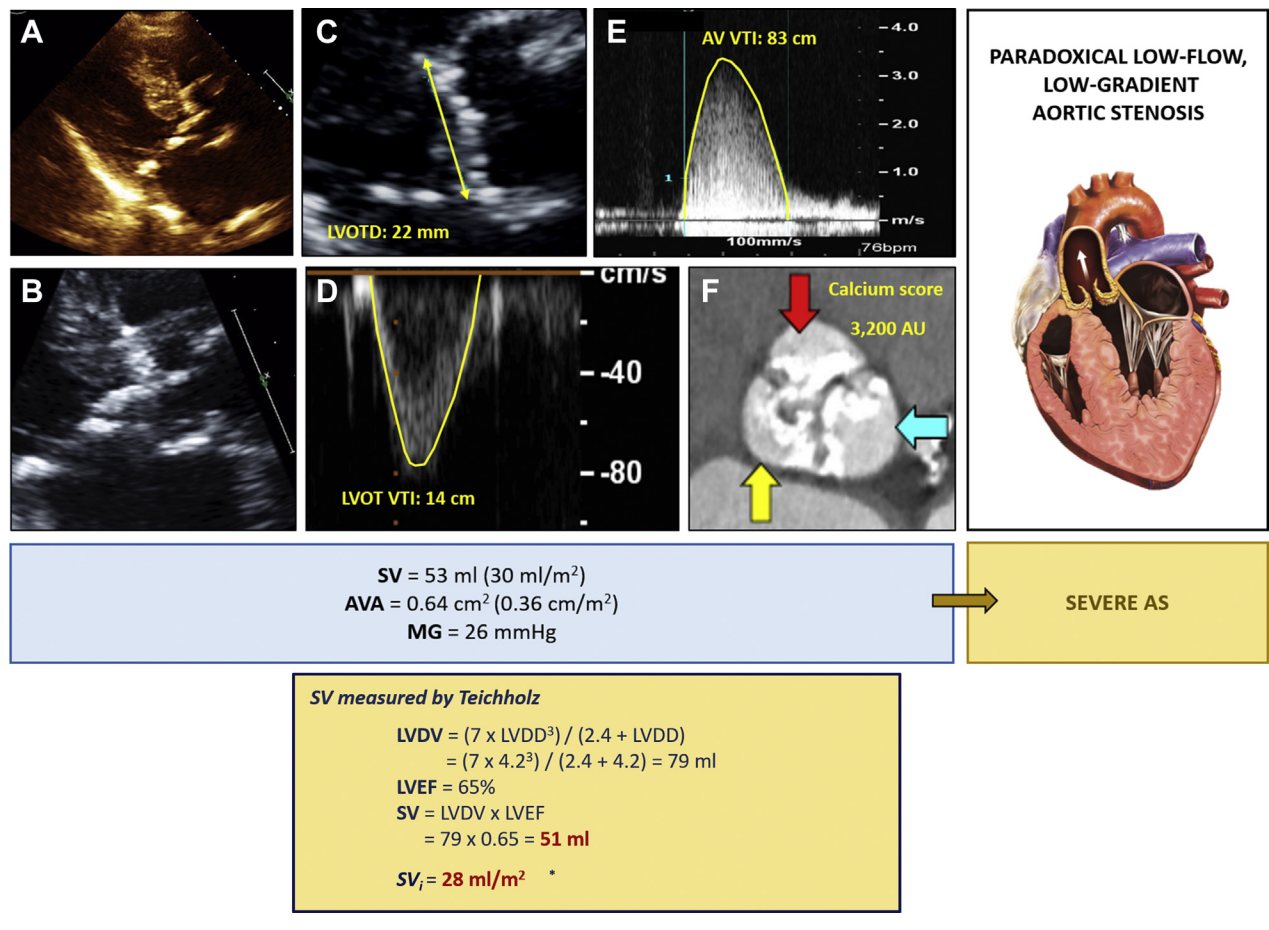 A
C
E
AV VTI: 83 cm
4.0
3.0
2.0
1.0
m/s
1
100mm/s
76bpm
LVOTD: 22 mm
PARADOXICAL LOW-FLOW,
LOW-GRADIENT
AORTIC STENOSIS
B
D
cm/s
-40
-80
LVOT VTI: 14 cm
F
Calcium score
3,200 AU
SV = 53 ml (30 ml/m²)
AVA = 0.64 cm² (0.36 cm/m²)
MG = 26 mmHg
SEVERE AS
SV measured by Teichholz
LVDV = (7 x LVDD³) / (2.4 + LVDD)
= (7 x 4.2³) / (2.4 + 4.2) = 79 ml
LVEF = 65%
SV = LVDV x LVEF
= 79 x 0.65 = 51 ml
SVᵢ = 28 ml/m² *